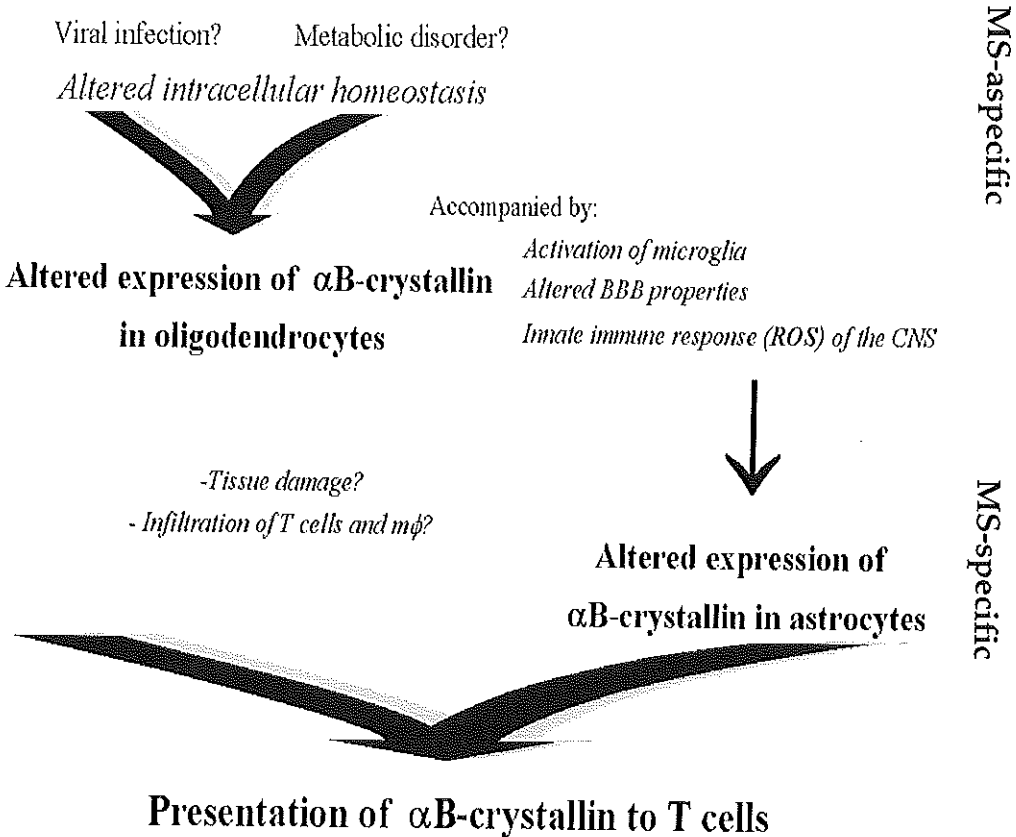 Viral infection? Metabolic disorder?
Altered intracellular homeostasis
MS-aspecific
Accompanied by:
Activation of microglia
Altered BBB properties
Innate immune response (ROS) of the CNS
Altered expression of αB-crystallin
in oligodendrocytes
-Tissue damage?
- Infiltration of T cells and mϕ?
MS-specific
Altered expression of
αB-crystallin in astrocytes
Presentation of αB-crystallin to T cells